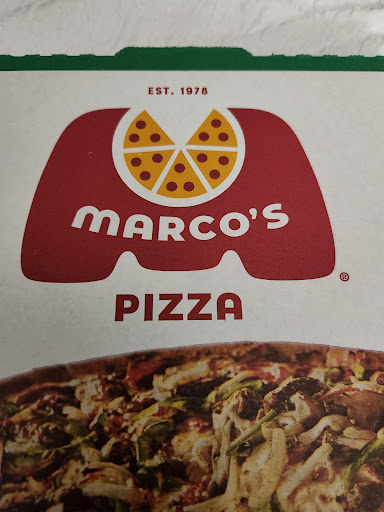 EST. 1978
MARCO'S
®
PIZZA